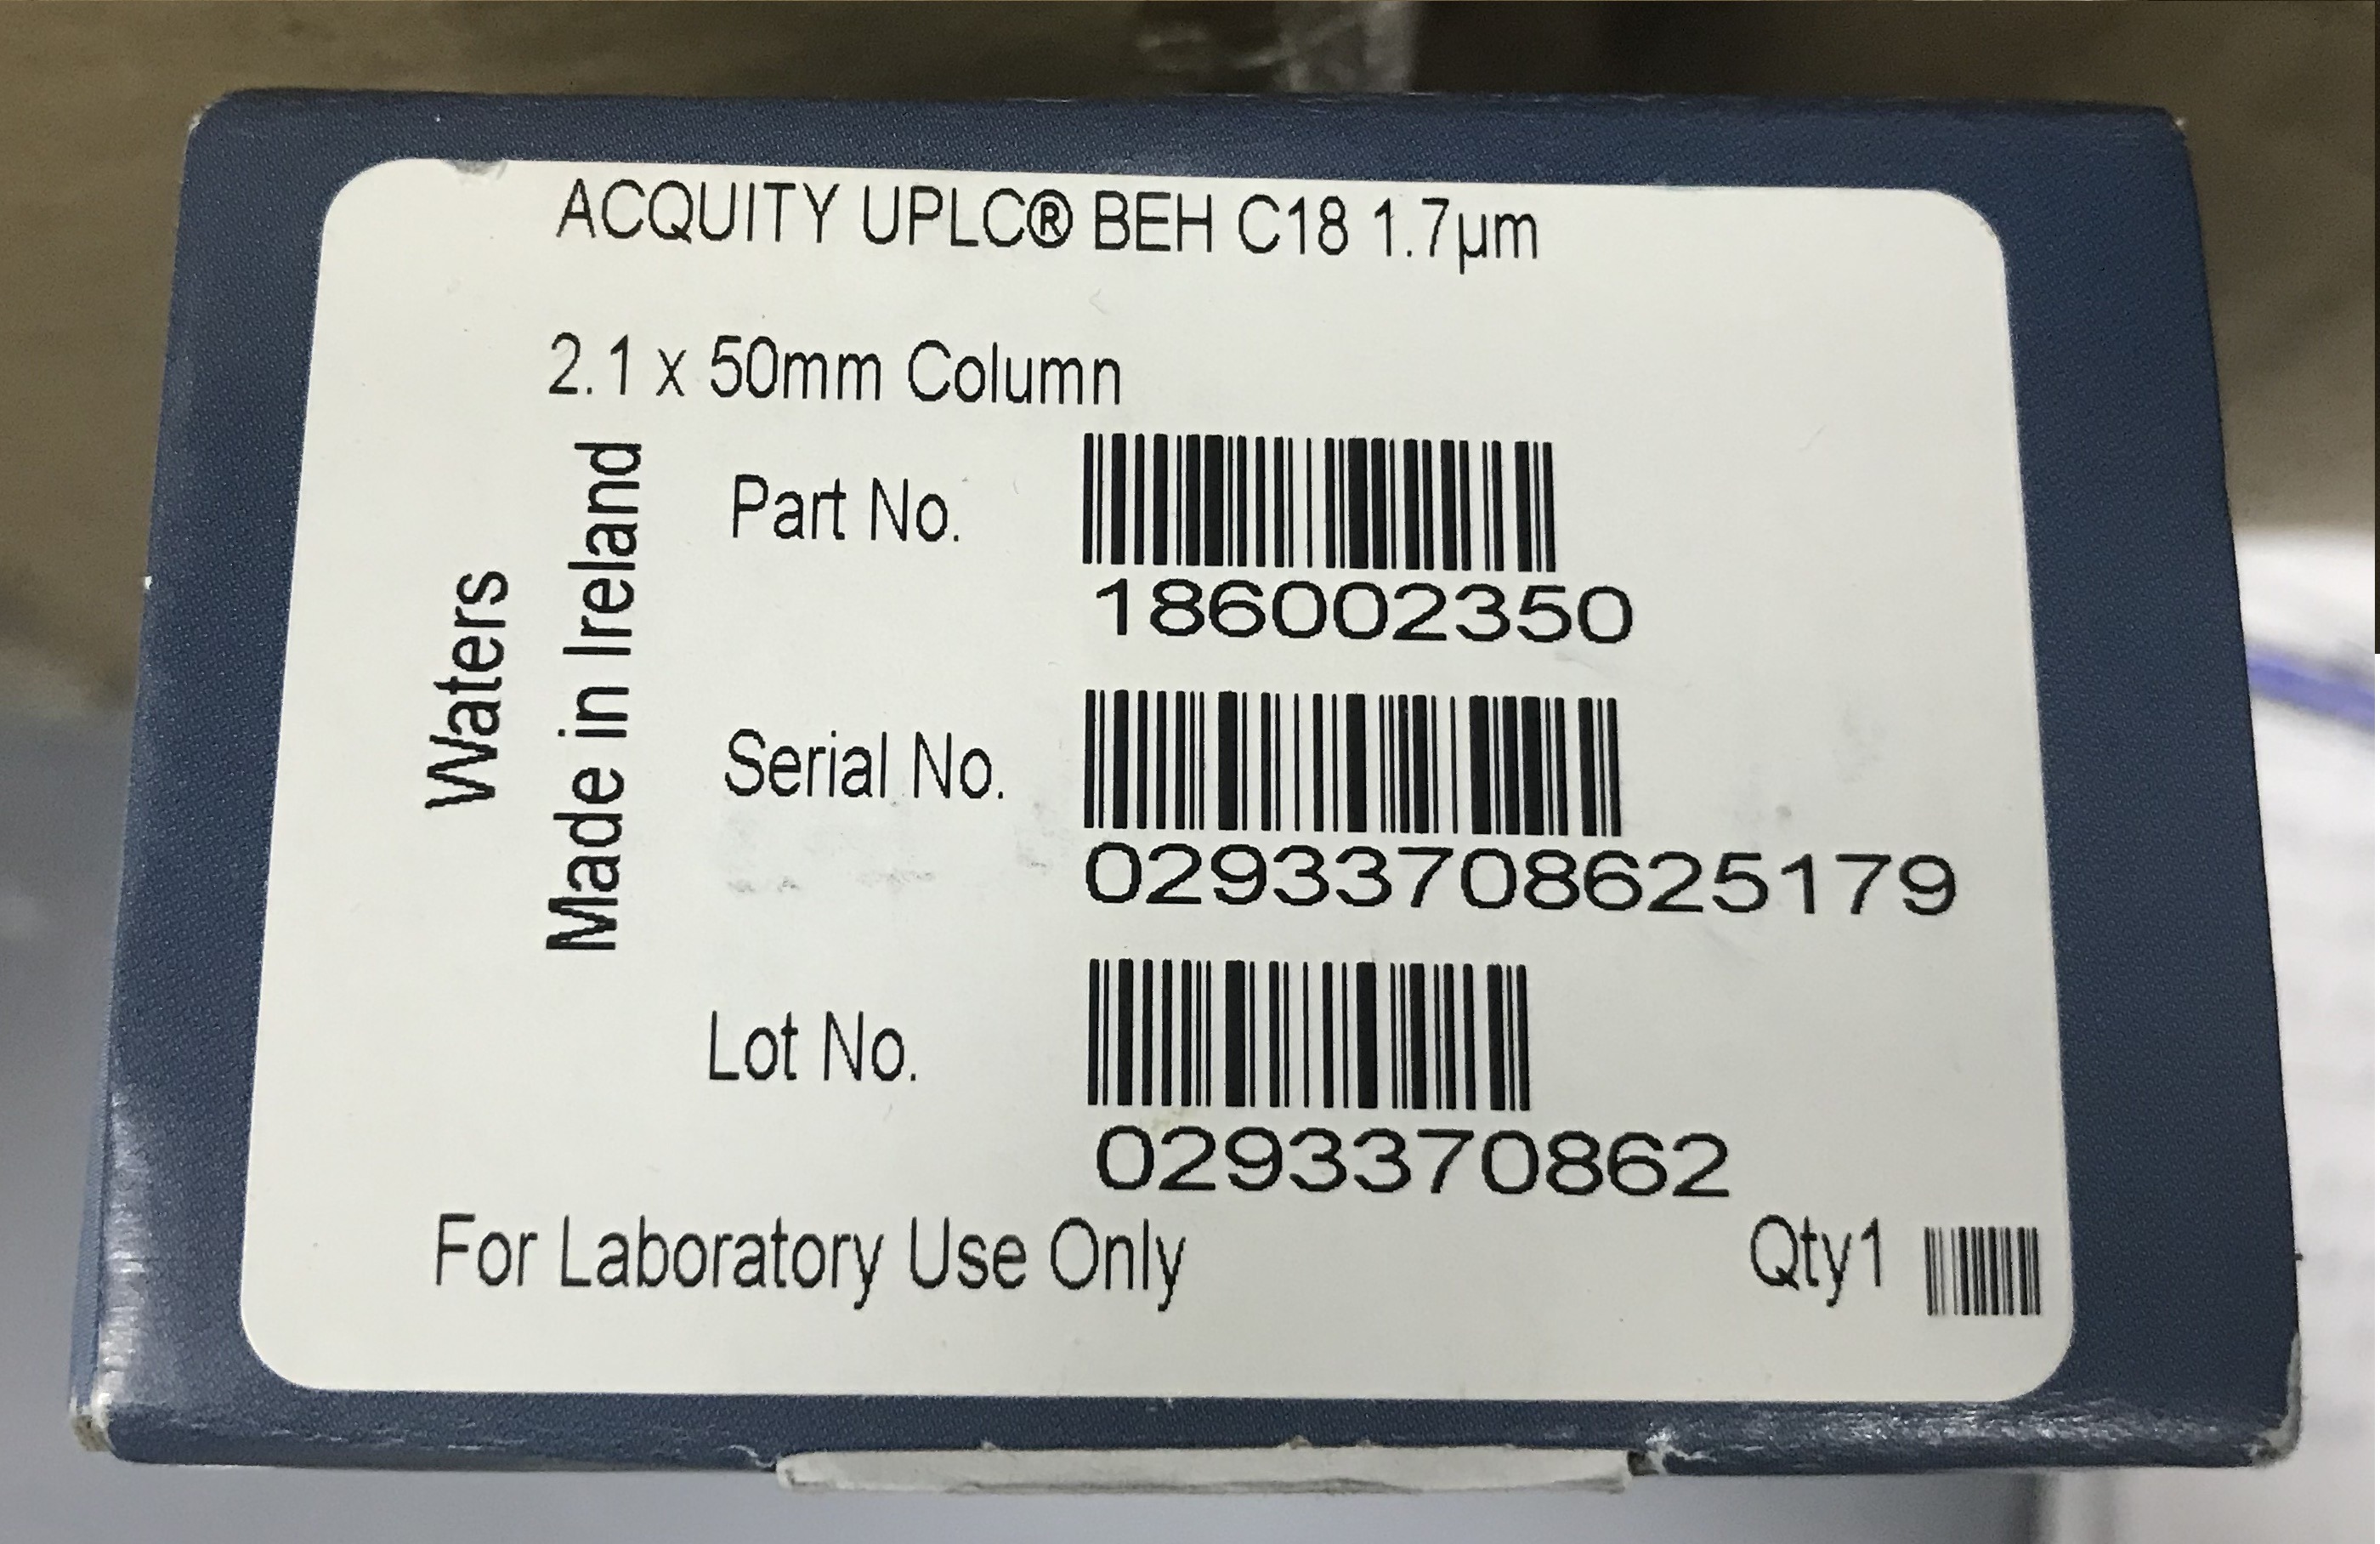 ACQUITY UPLC® BEH C18 1.7µm
2.1 x 50mm Column
Waters
Made in Ireland
Part No.
186002350
Serial No.
02933708625179
Lot No.
0293370862
For Laboratory Use Only
Qty1